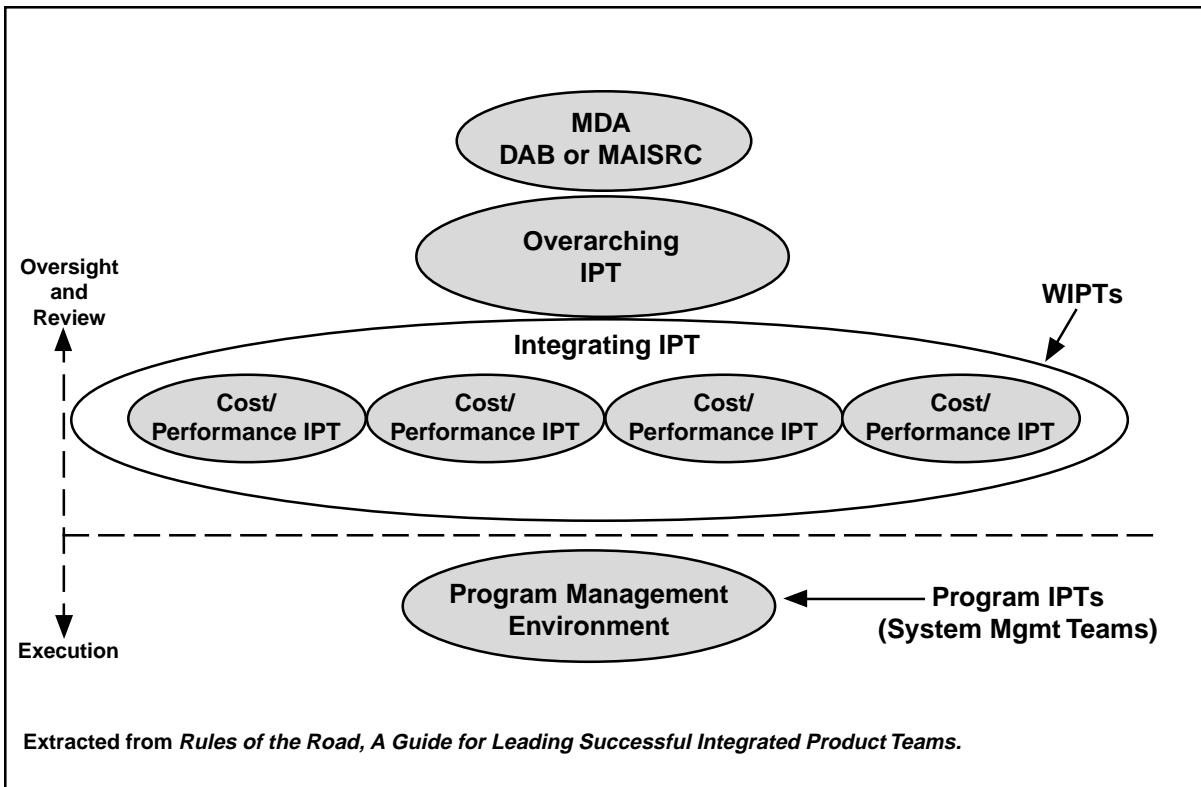 MDA
DAB or MAISRC
Overarching
IPT
Oversight
and
Review
WIPTs
Integrating IPT
Cost/
Performance IPT
Cost/
Performance IPT
Cost/
Performance IPT
Cost/
Performance IPT
Program Management
Environment
Program IPTs
(System Mgmt Teams)
Execution
Extracted from Rules of the Road, A Guide for Leading Successful Integrated Product Teams.